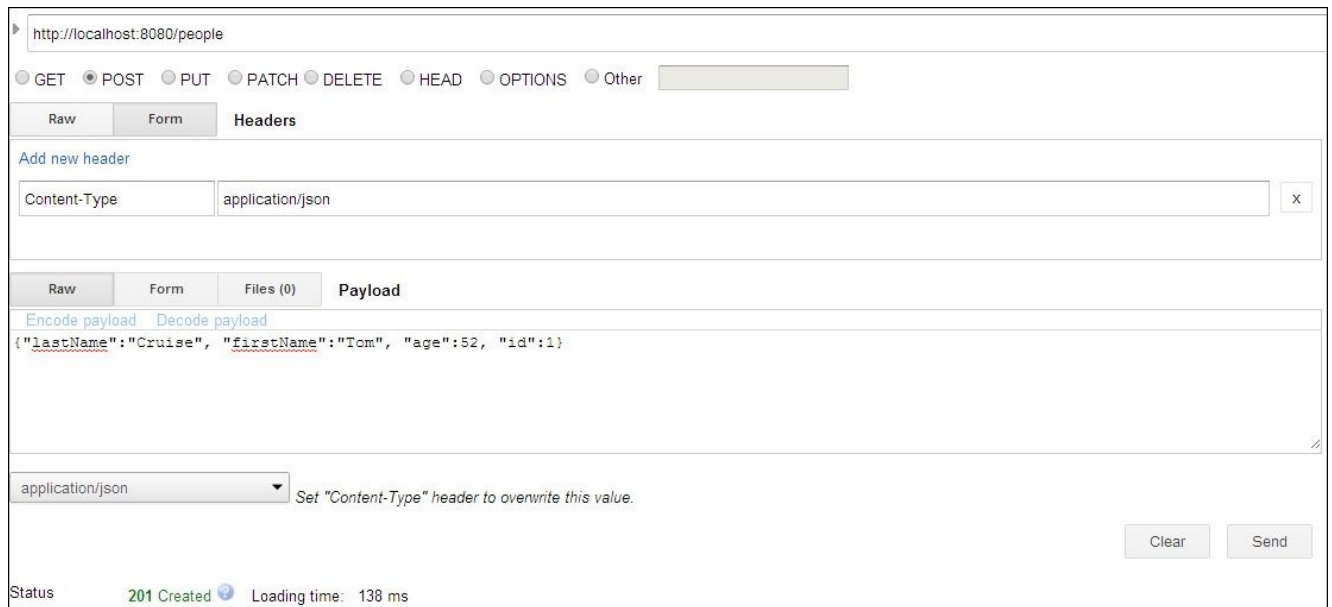 http://localhost:8080/people
GET POST PUT PATCH DELETE HEAD OPTIONS Other
Raw Form Headers
Add new header
Content-Type application/json x
Raw Form Files (0) Payload
Encode payload Decode payload
{"lastName":"Cruise", "firstName":"Tom", "age":52, "id":1}
application/json Set "Content-Type" header to overwrite this value.
Clear Send
Status 201 Created ? Loading time: 138 ms